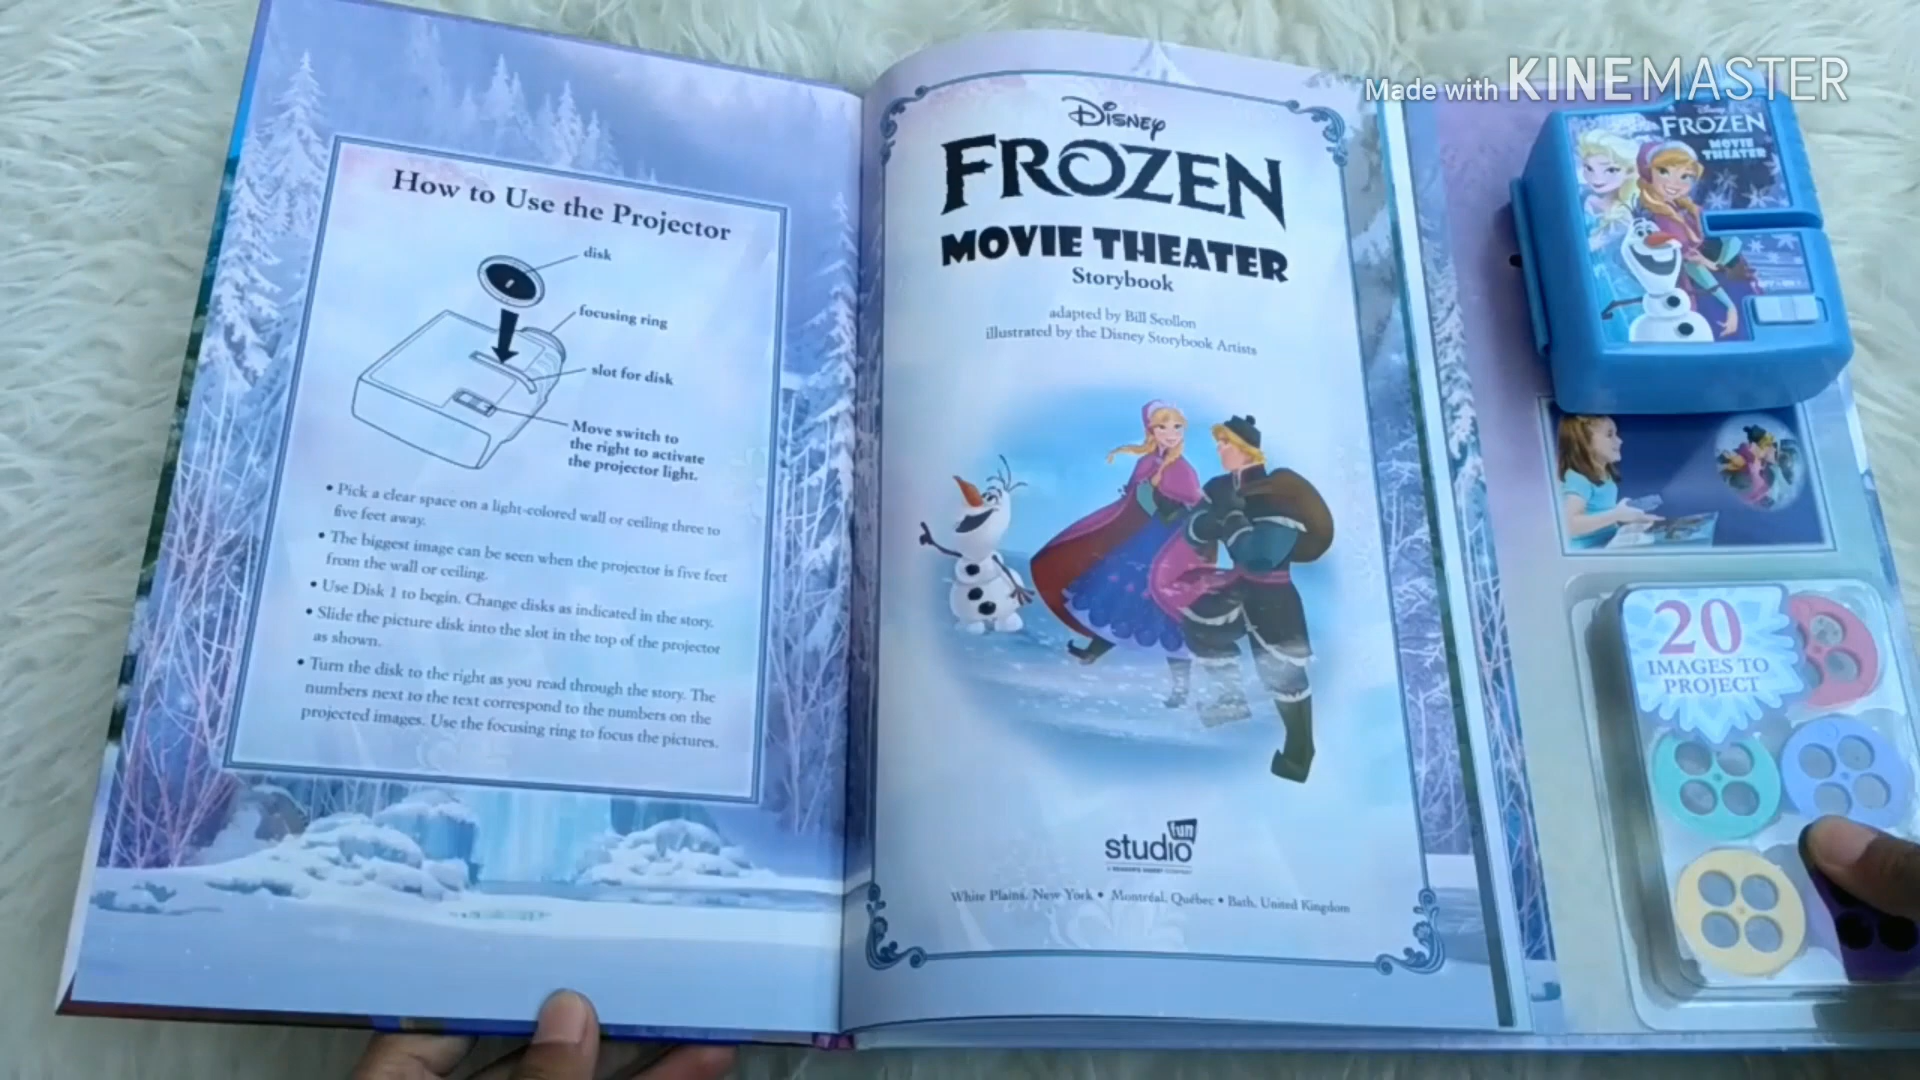 How to Use the Projector
disk
focusing ring
slot for disk
Move switch to
the right to activate
the projector light.
• Pick a clear space on a light-colored wall or ceiling three to
five feet away.
• The biggest image can be seen when the projector is five feet
from the wall or ceiling.
• Use Disk 1 to begin. Change disks as indicated in the story.
• Slide the picture disk into the slot in the top of the projector
as shown.
• Turn the disk to the right as you read through the story. The
numbers next to the text correspond to the numbers on the
projected images. Use the focusing ring to focus the pictures.
Disney
FROZEN
MOVIE THEATER
Storybook
adapted by Bill Scollon
illustrated by the Disney Storybook Artists
studio fun
White Plains, New York • Montréal, Québec • Bath, United Kingdom
Made with KINEMASTER
Disney
FROZEN
MOVIE
THEATER
20
IMAGES TO
PROJECT